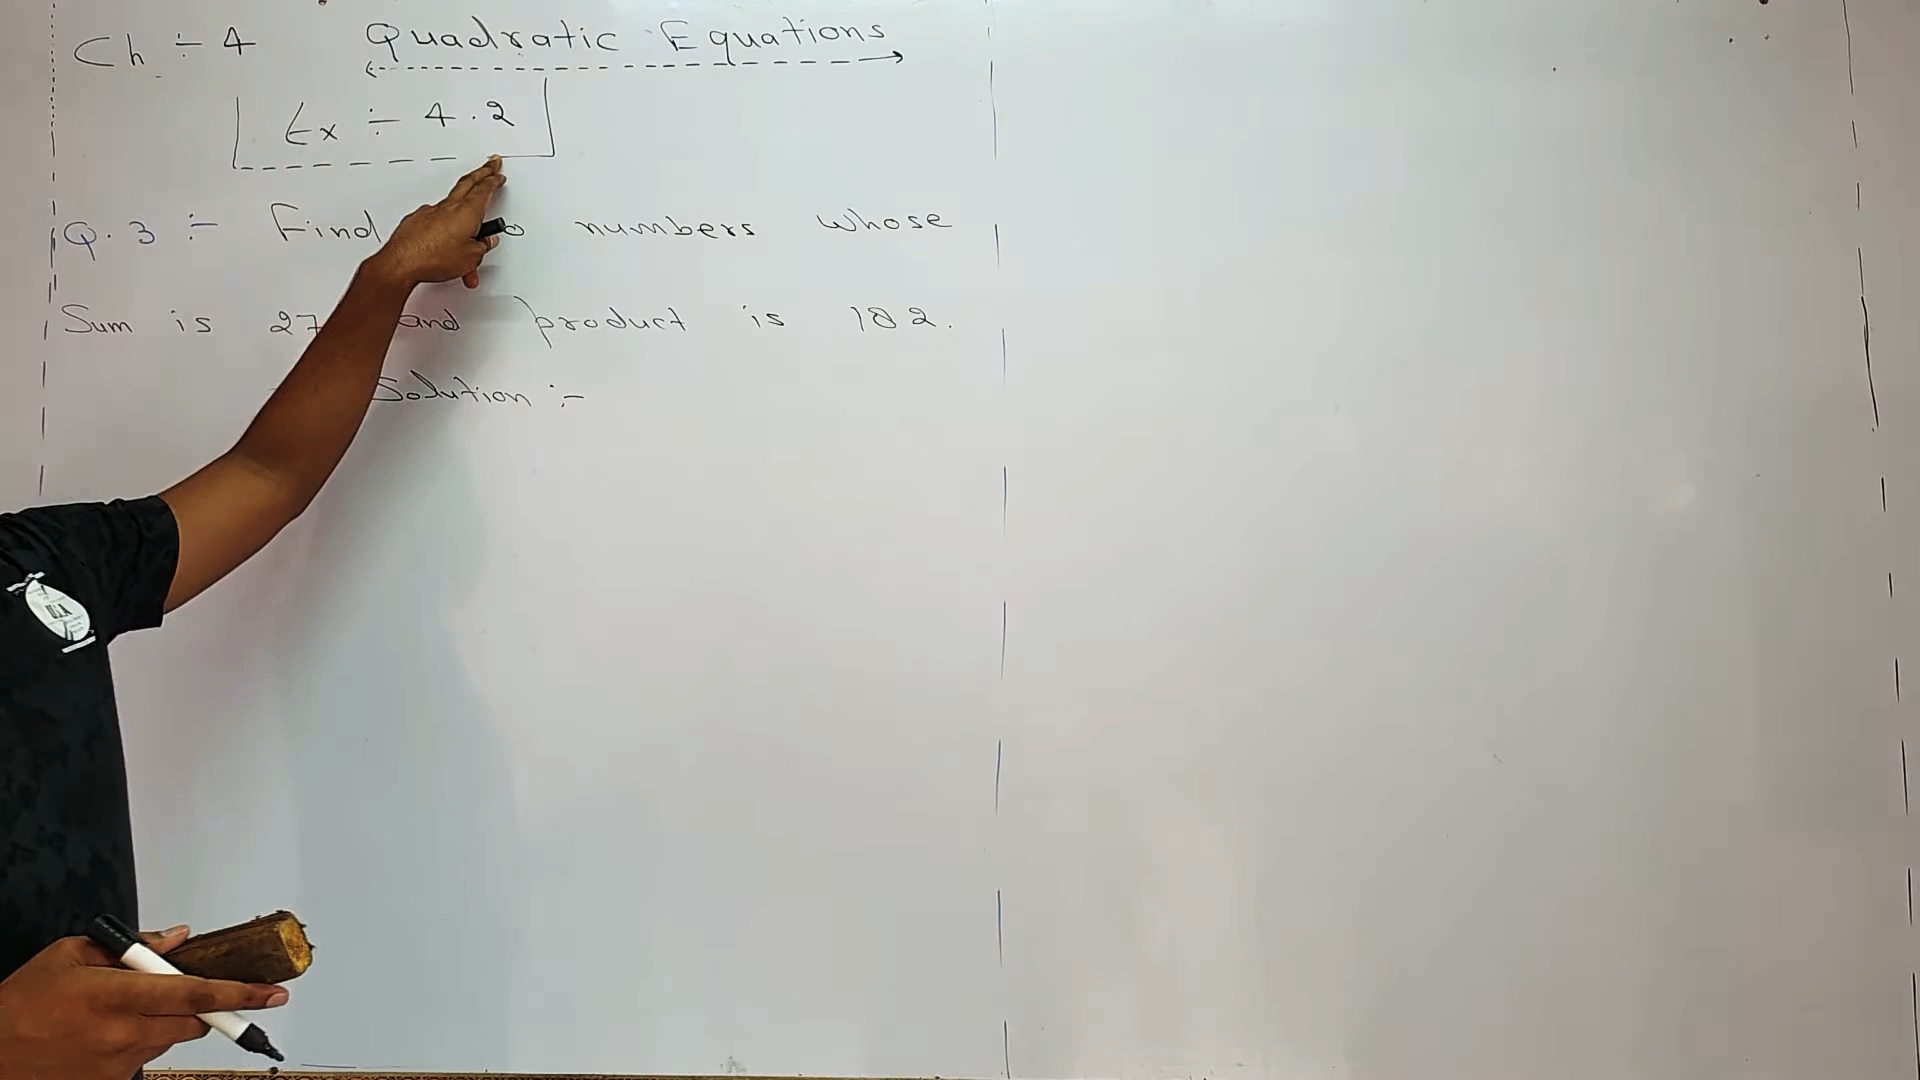 Ch ÷ 4 Quadratic Equations
Ex ÷ 4.2
Q.3 :- Find numbers whose
Sum is 27 and product is 182.
Solution :-